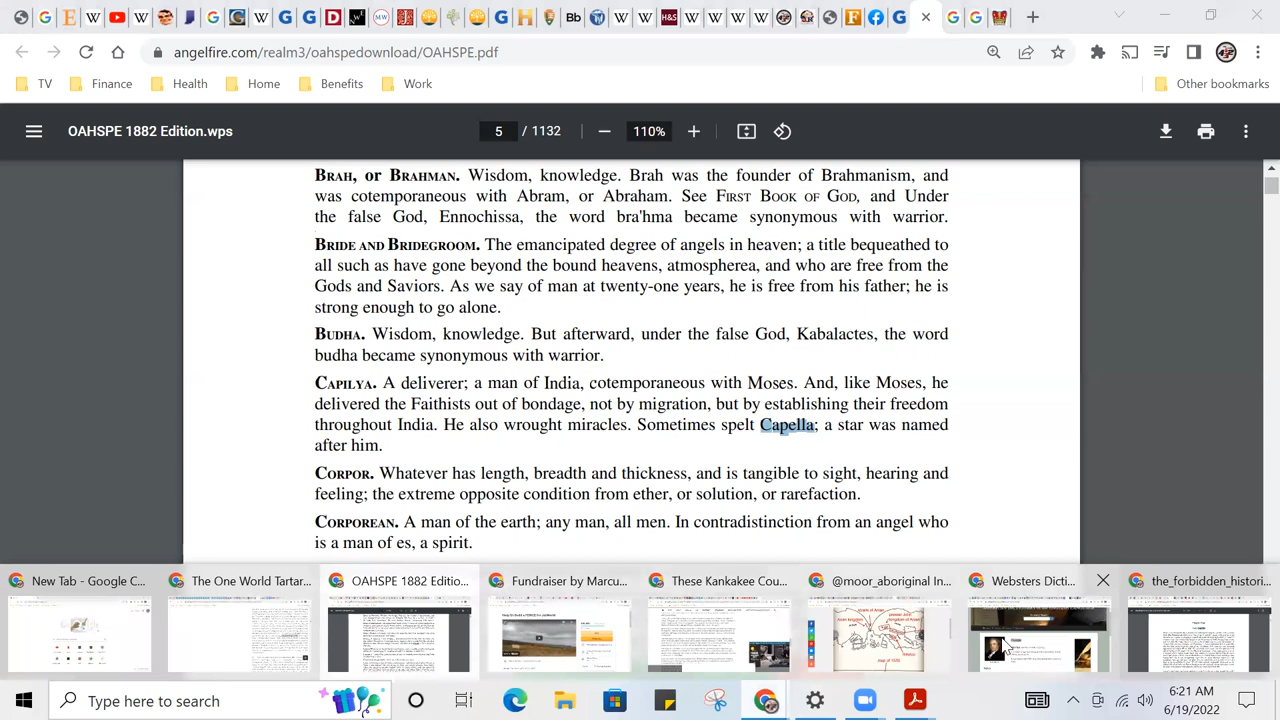 angelfire.com/realm3/oahspedownload/OAHSPE.pdf
TV
Finance
Health
Home
Benefits
Work
Other bookmarks
OAHSPE 1882 Edition.wps
5 / 1132
110%
BRAH, or BRAHMAN. Wisdom, knowledge. Brah was the founder of Brahmanism, and
was cotemporaneous with Abram, or Abraham. See FIRST BOOK OF GOD, and Under
the false God, Ennochissa, the word bra'hma became synonymous with warrior.
BRIDE AND BRIDEGROOM. The emancipated degree of angels in heaven; a title bequeathed to
all such as have gone beyond the bound heavens, atmospherea, and who are free from the
Gods and Saviors. As we say of man at twenty-one years, he is free from his father; he is
strong enough to go alone.
BUDHA. Wisdom, knowledge. But afterward, under the false God, Kabalactes, the word
budha became synonymous with warrior.
CAPILYA. A deliverer; a man of India, cotemporaneous with Moses. And, like Moses, he
delivered the Faithists out of bondage, not by migration, but by establishing their freedom
throughout India. He also wrought miracles. Sometimes spelt Capella; a star was named
after him.
CORPOR. Whatever has length, breadth and thickness, and is tangible to sight, hearing and
feeling; the extreme opposite condition from ether, or solution, or rarefaction.
CORPOREAN. A man of the earth; any man, all men. In contradistinction from an angel who
is a man of es, a spirit.
New Tab - Google C...
The One World Tartar...
OAHSPE 1882 Editio...
Fundraiser by Marcu...
These Kankakee Cou...
@moor_aboriginal In...
Websters Dicti...
the_forbidden_histori...
Type here to search
6:21 AM
6/19/2022